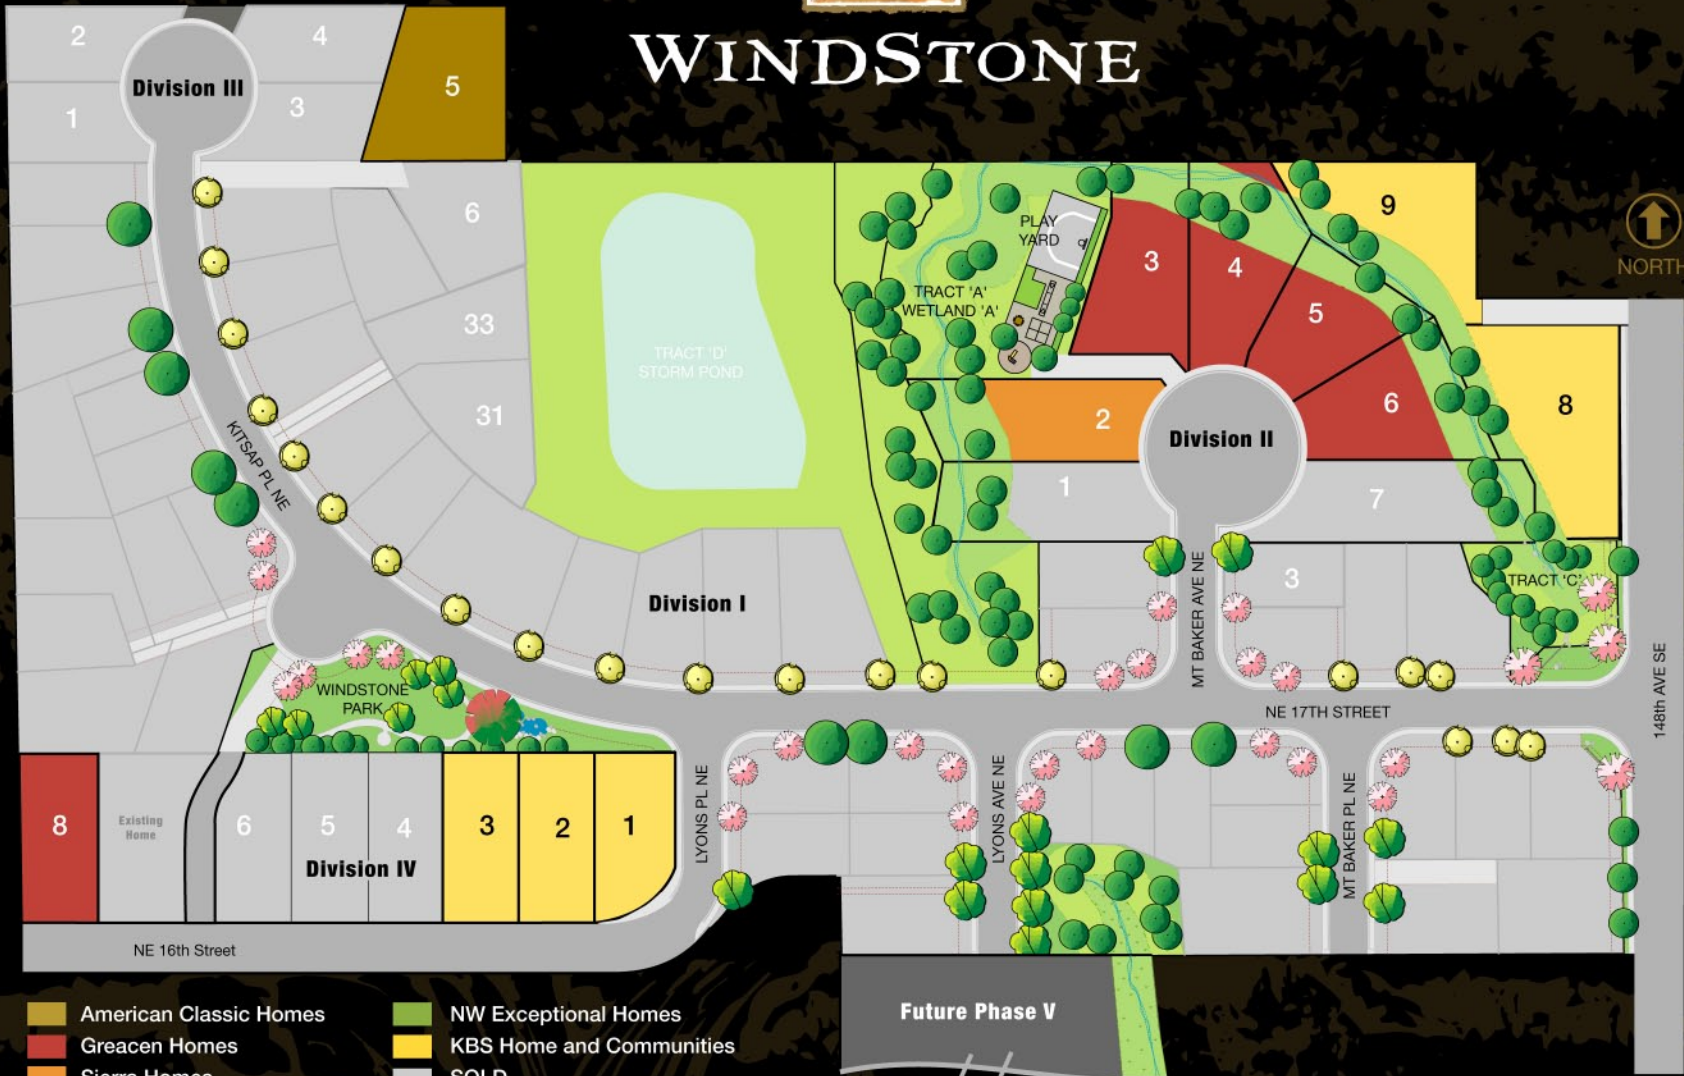 WINDSTONE
2
4
Division III
5
1
3
6
33
31
TRACT 'D'
STORM POND
PLAY
YARD
TRACT 'A'
WETLAND 'A'
3
4
5
6
9
8
NORTH
2
Division II
1
7
KITSAP PL NE
Division I
3
TRACT 'C'
MT BAKER AVE NE
148th AVE SE
WINDSTONE
PARK
NE 17TH STREET
8
Existing
Home
6
5
4
3
2
1
Division IV
LYONS PL NE
LYONS AVE NE
MT BAKER PL NE
NE 16th Street
Future Phase V
American Classic Homes
Greacen Homes
Sierra Homes
NW Exceptional Homes
KBS Home and Communities
SOLD